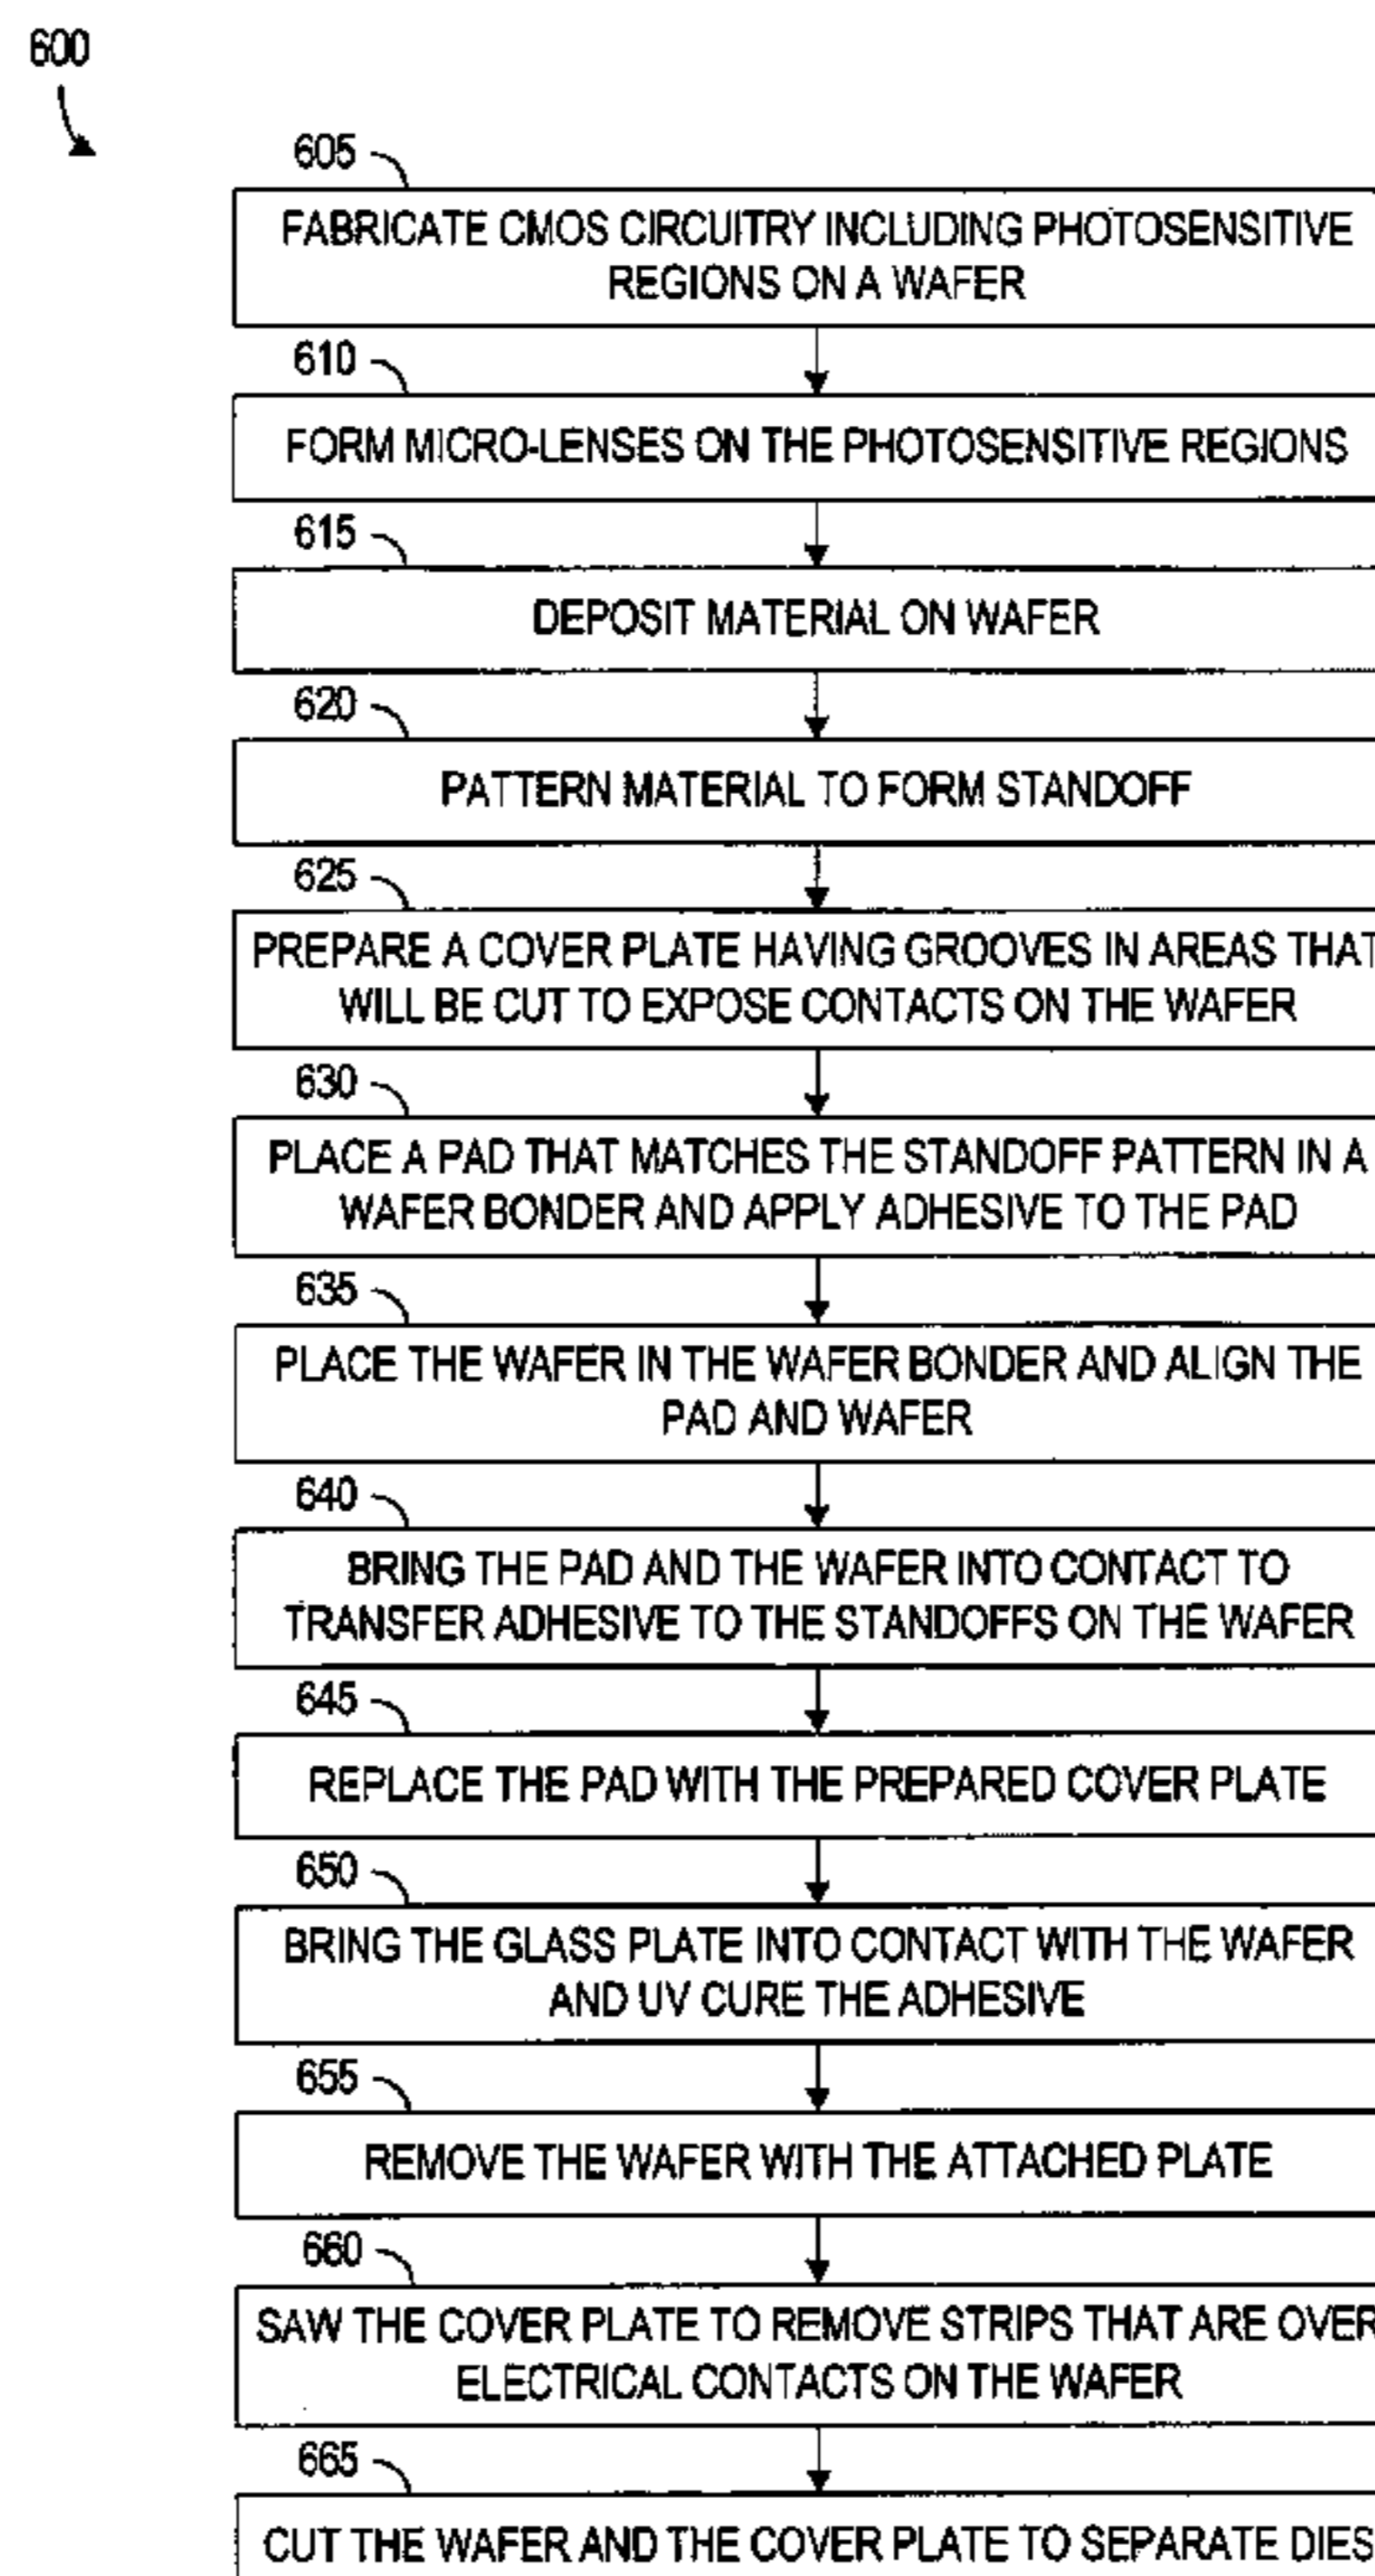 600
605
FABRICATE CMOS CIRCUITRY INCLUDING PHOTOSENSITIVE
REGIONS ON A WAFER
610
FORM MICRO-LENSES ON THE PHOTOSENSITIVE REGIONS
615
DEPOSIT MATERIAL ON WAFER
620
PATTERN MATERIAL TO FORM STANDOFF
625
PREPARE A COVER PLATE HAVING GROOVES IN AREAS THAT
WILL BE CUT TO EXPOSE CONTACTS ON THE WAFER
630
PLACE A PAD THAT MATCHES THE STANDOFF PATTERN IN A
WAFER BONDER AND APPLY ADHESIVE TO THE PAD
635
PLACE THE WAFER IN THE WAFER BONDER AND ALIGN THE
PAD AND WAFER
640
BRING THE PAD AND THE WAFER INTO CONTACT TO
TRANSFER ADHESIVE TO THE STANDOFFS ON THE WAFER
645
REPLACE THE PAD WITH THE PREPARED COVER PLATE
650
BRING THE GLASS PLATE INTO CONTACT WITH THE WAFER
AND UV CURE THE ADHESIVE
655
REMOVE THE WAFER WITH THE ATTACHED PLATE
660
SAW THE COVER PLATE TO REMOVE STRIPS THAT ARE OVER
ELECTRICAL CONTACTS ON THE WAFER
665
CUT THE WAFER AND THE COVER PLATE TO SEPARATE DIES